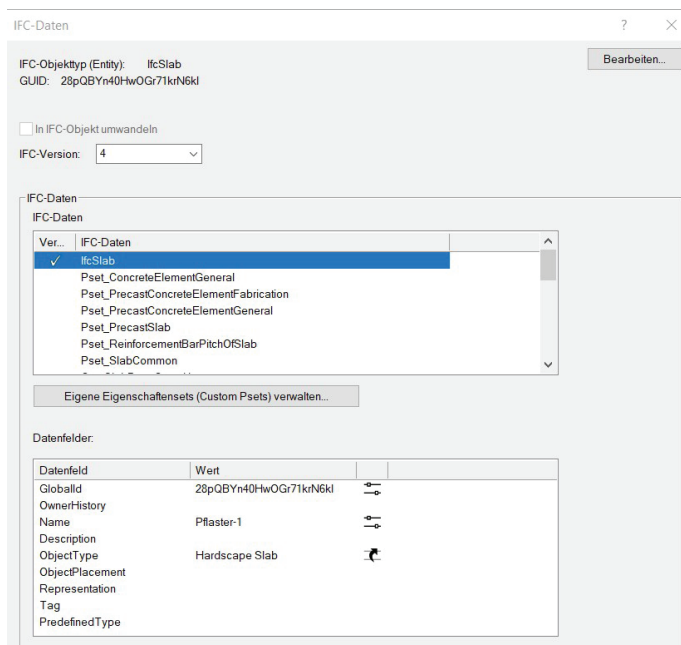 IFC-Daten ? ×
IFC-Objekttyp (Entity): IfcSlab
Bearbeiten...
GUID: 28pQBYn40HwOGr71krN6kI
In IFC-Objekt umwandeln
IFC-Version: 4
IFC-Daten
IFC-Daten
Ver... IFC-Daten
✓ IfcSlab
Pset_ConcreteElementGeneral
Pset_PrecastConcreteElementFabrication
Pset_PrecastConcreteElementGeneral
Pset_PrecastSlab
Pset_ReinforcementBarPitchOfSlab
Pset_SlabCommon
Eigene Eigenschaftensets (Custom Psets) verwalten...
Datenfelder:
Datenfeld Wert
GlobalId 28pQBYn40HwOGr71krN6kI
OwnerHistory
Name Pflaster-1
Description
ObjectType Hardscape Slab
ObjectPlacement
Representation
Tag
PredefinedType